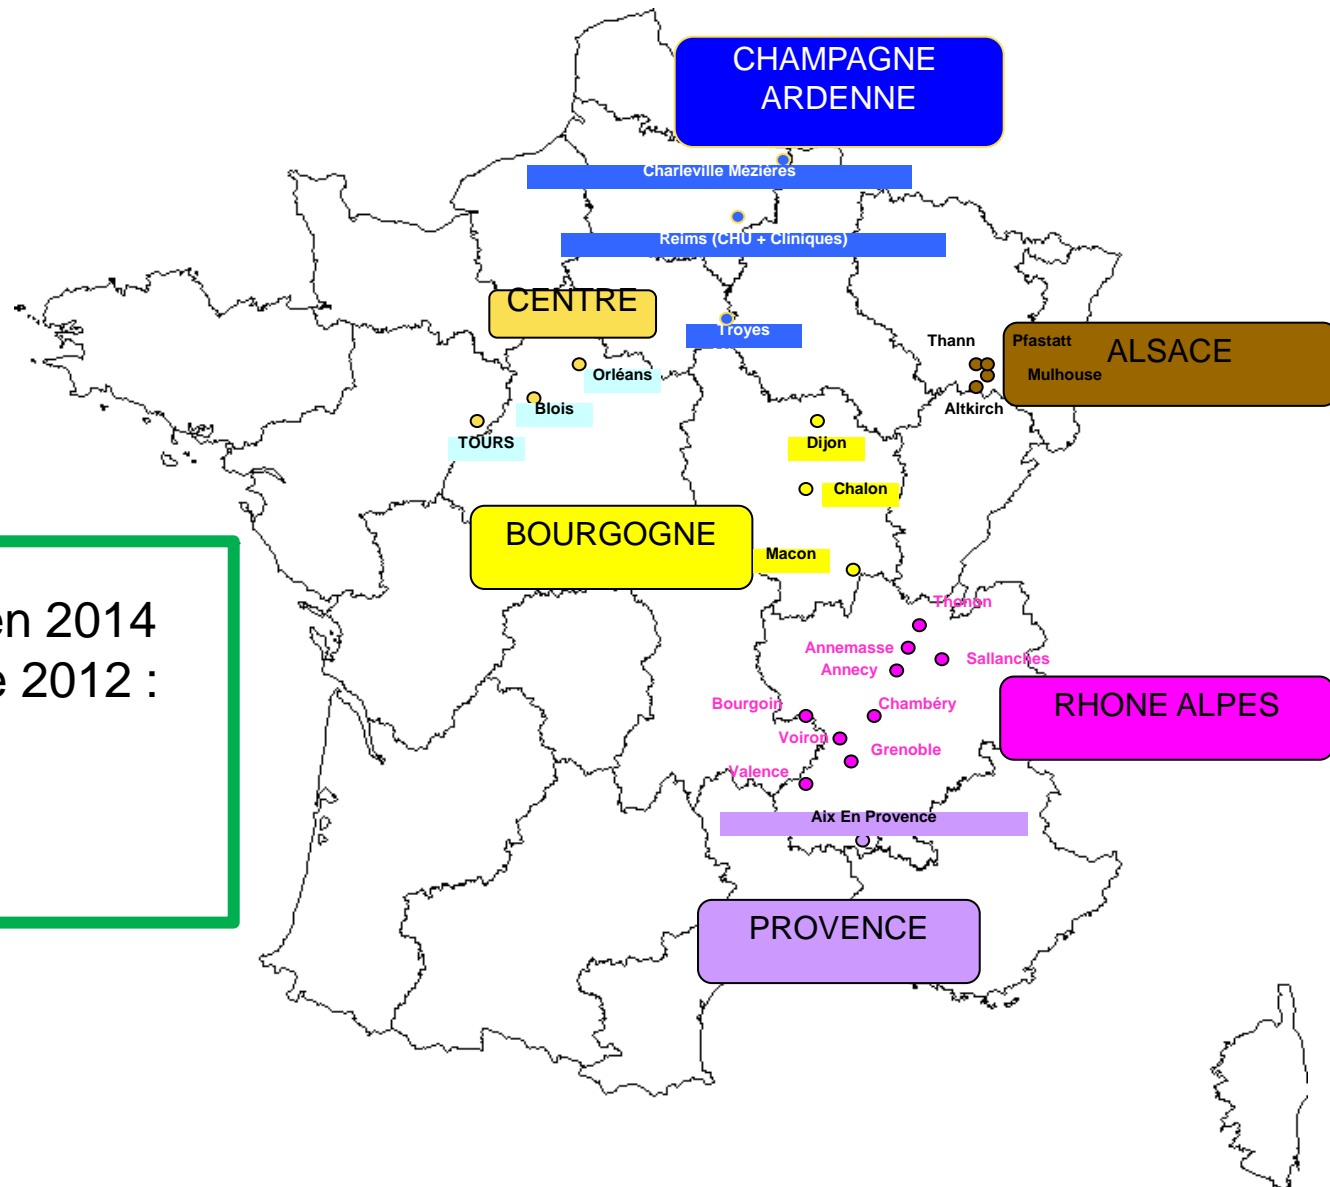 CHAMPAGNE
ARDENNE
Charleville Mézières
Reims (CHU + Cliniques)
CENTRE
Troyes
Thann
Pfastatt
ALSACE
Mulhouse
Altkirch
Orléans
Blois
TOURS
Dijon
Chalon
BOURGOGNE
Macon
en 2014
e 2012 :
Thonon
Annemasse
Sallanches
Annecy
Bourgoin
Chambéry
RHONE ALPES
Voiron
Grenoble
Valence
Aix En Provence
PROVENCE